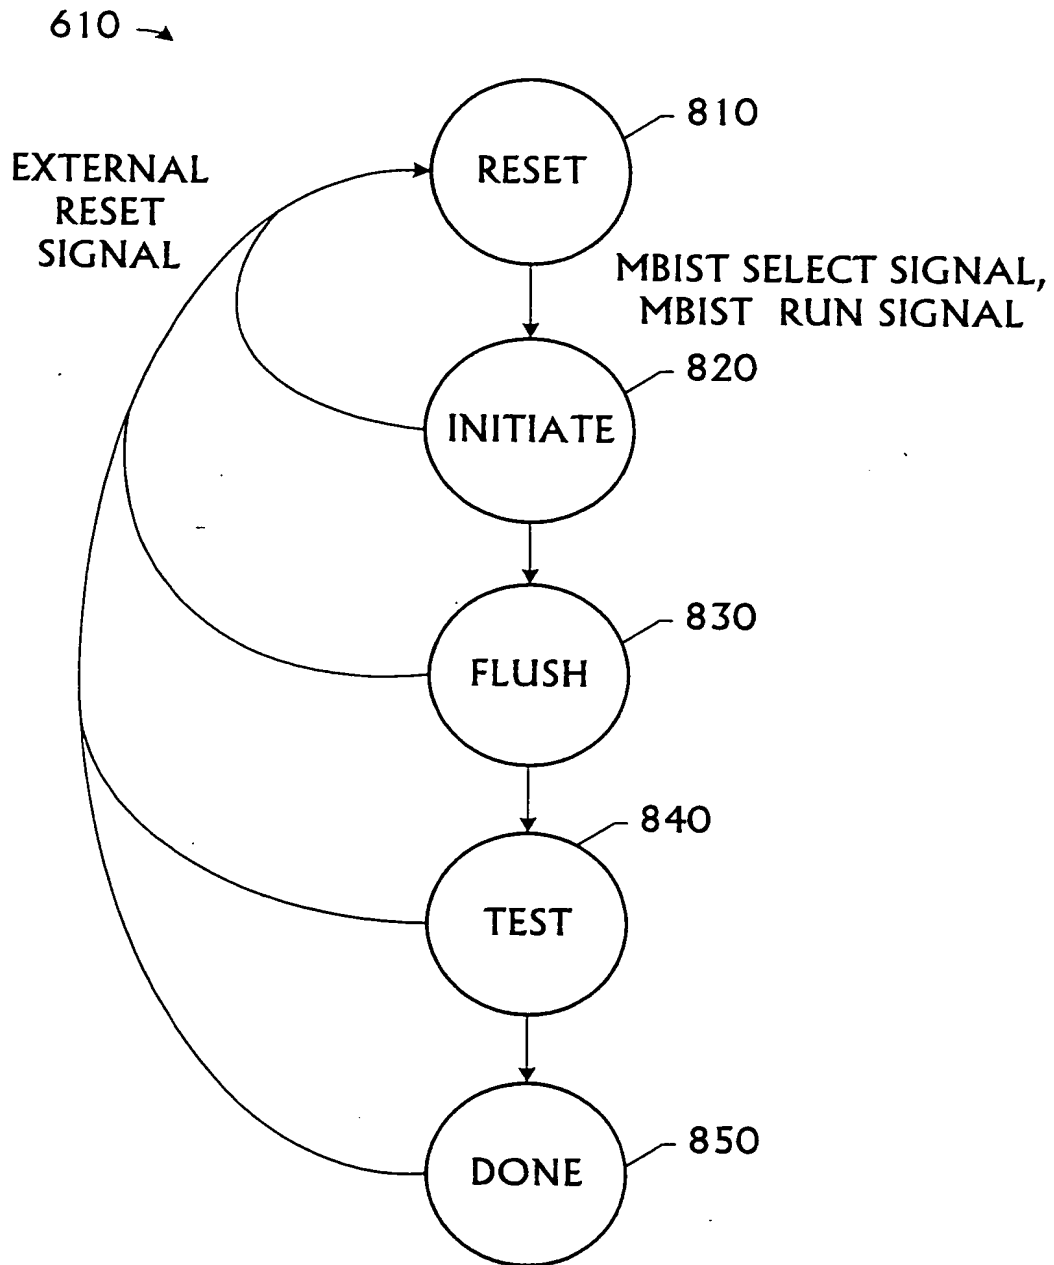 610
810
RESET
EXTERNAL
RESET
SIGNAL
MBIST SELECT SIGNAL,
MBIST RUN SIGNAL
820
INITIATE
830
FLUSH
840
TEST
850
DONE